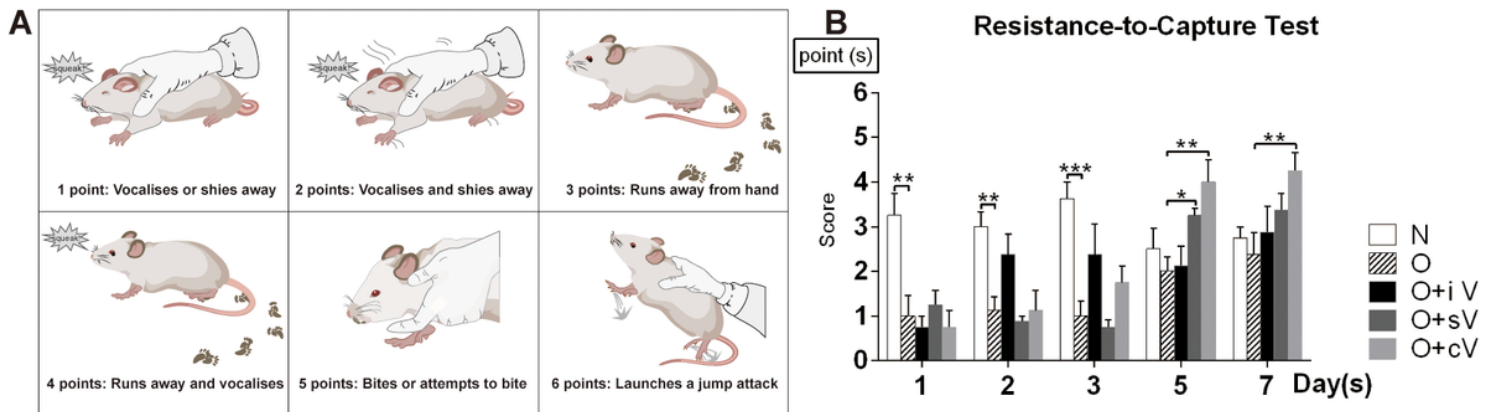 A
squeak!
1 point: Vocalises or shies away
squeak!
2 points: Vocalises and shies away
3 points: Runs away from hand
squeak!
4 points: Runs away and vocalises
5 points: Bites or attempts to bite
6 points: Launches a jump attack
B
Resistance-to-Capture Test
point (s)
Score
6
5
4
3
2
1
0
**
**
***
**
*
**
1 2 3 5 7 Day(s)
N
O
O+i V
O+sV
O+cV